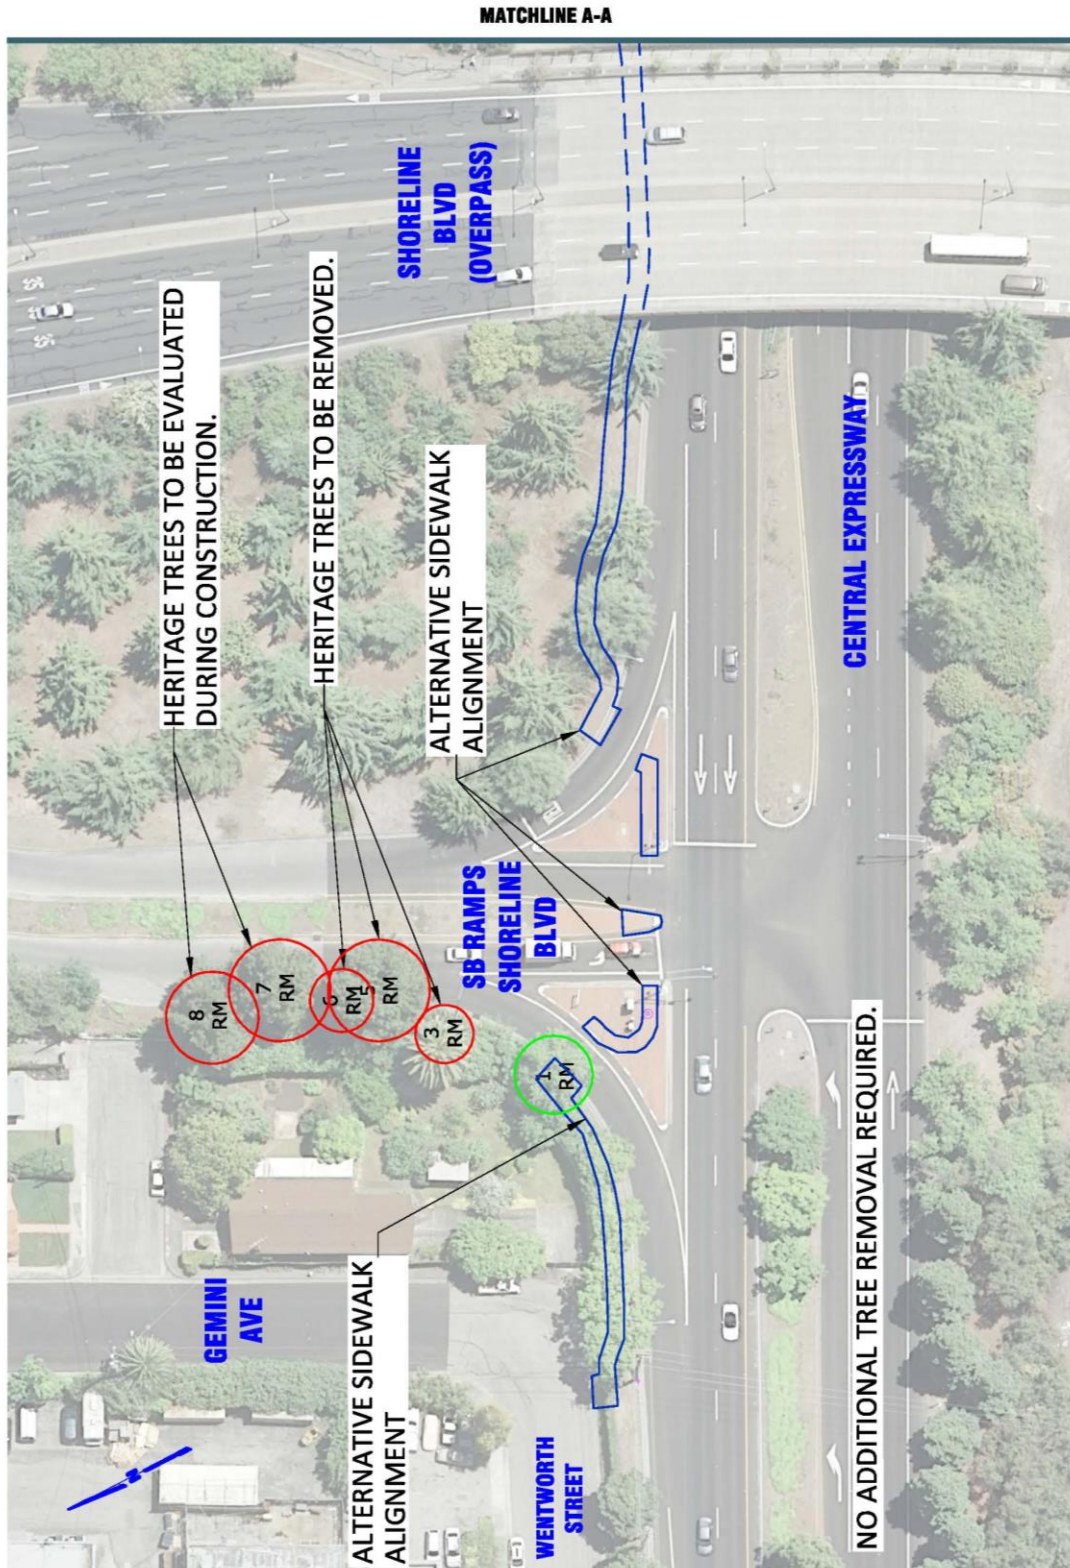 MATCHLINE A-A
HERITAGE TREES TO BE EVALUATED
DURING CONSTRUCTION.
HERITAGE TREES TO BE REMOVED.
SHORELINE
BLVD
(OVERPASS)
ALTERNATIVE SIDEWALK
ALIGNMENT
CENTRAL EXPRESSWAY
SB RAMPS
SHORELINE
BLVD
8
RM
7
RM
6
RM
5
RM
3
RM
1
RM
GEMINI
AVE
ALTERNATIVE SIDEWALK
ALIGNMENT
WENTWORTH
STREET
NO ADDITIONAL TREE REMOVAL REQUIRED.